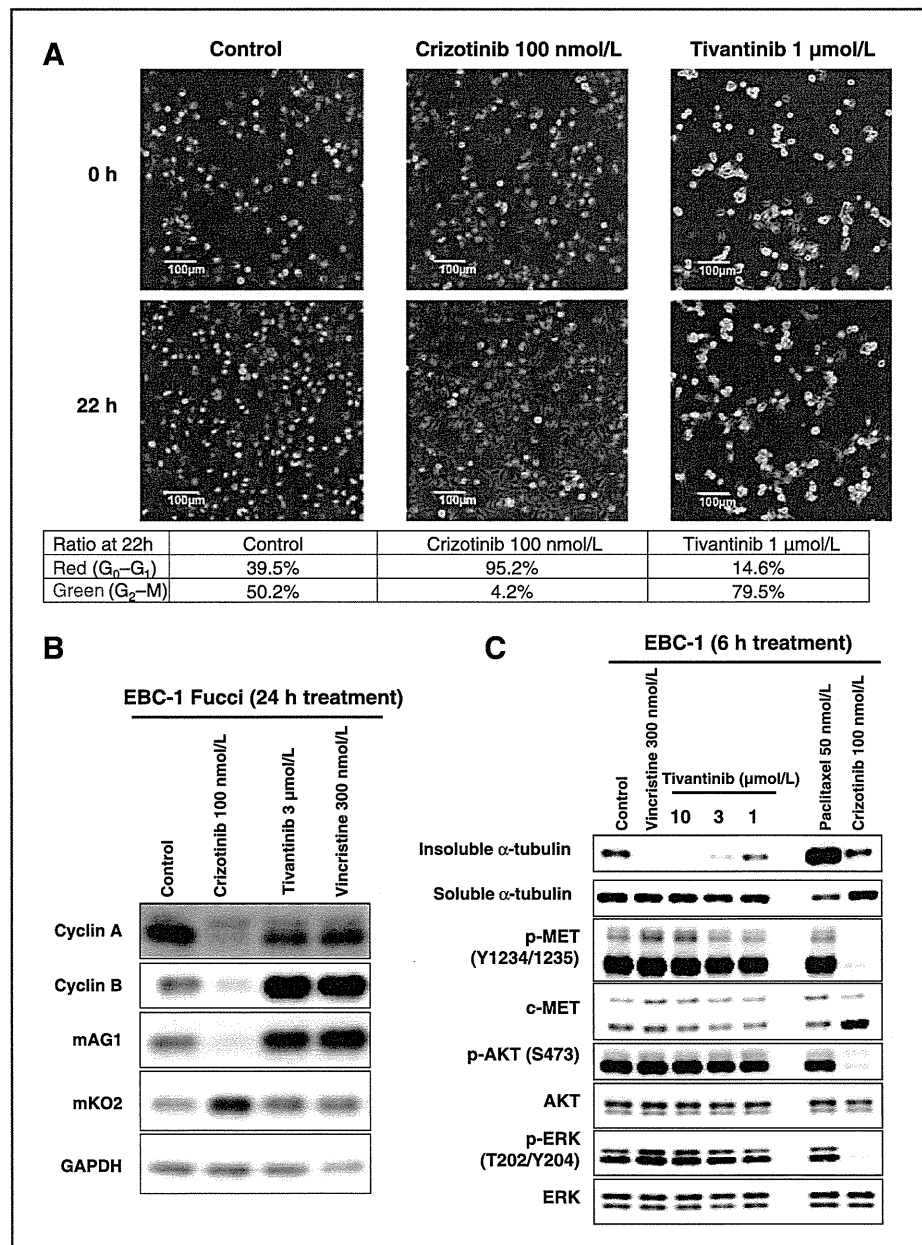 A
Control
Crizotinib 100 nmol/L
Tivantinib 1 µmol/L
0 h
100µm
100µm
100µm
22 h
100µm
100µm
100µm
Ratio at 22h Control Crizotinib 100 nmol/L Tivantinib 1 µmol/L
Red (G₀–G₁) 39.5% 95.2% 14.6%
Green (G₂–M) 50.2% 4.2% 79.5%
B
EBC-1 Fucci (24 h treatment)
Control
Crizotinib 100 nmol/L
Tivantinib 3 µmol/L
Vincristine 300 nmol/L
Cyclin A
Cyclin B
mAG1
mKO2
GAPDH
C
EBC-1 (6 h treatment)
Control
Vincristine 300 nmol/L
Tivantinib (µmol/L)
10 3 1
Paclitaxel 50 nmol/L
Crizotinib 100 nmol/L
Insoluble α-tubulin
Soluble α-tubulin
p-MET
(Y1234/1235)
c-MET
p-AKT (S473)
AKT
p-ERK
(T202/Y204)
ERK